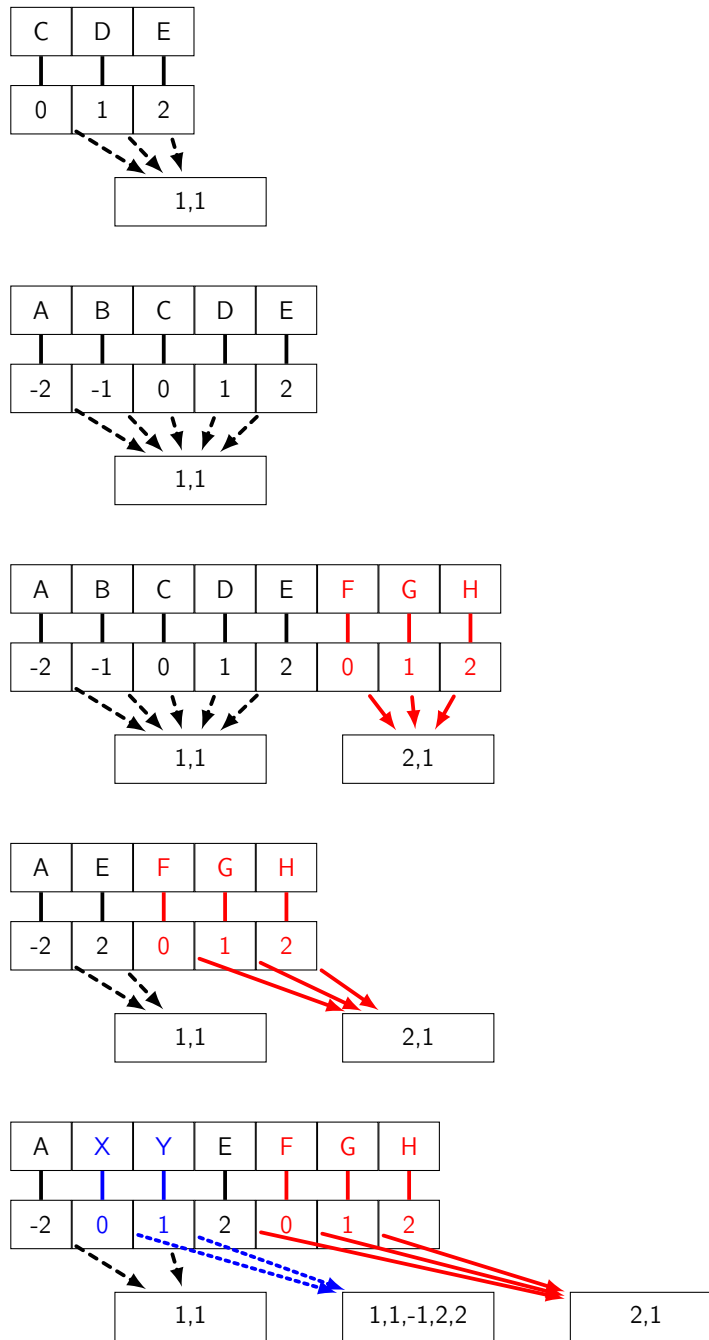 C D E
0 1 2
1,1
A B C D E
-2 -1 0 1 2
1,1
A B C D E F G H
-2 -1 0 1 2 0 1 2
1,1 2,1
A E F G H
-2 2 0 1 2
1,1 2,1
A X Y E F G H
-2 0 1 2 0 1 2
1,1 1,1,-1,2,2 2,1